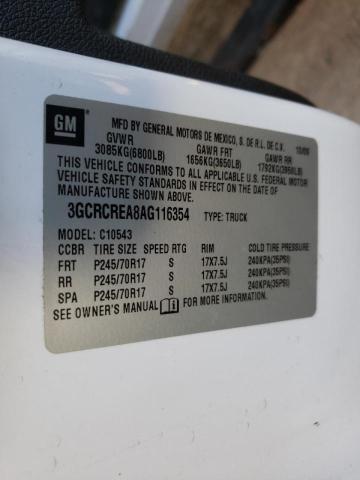 GM
MFD BY GENERAL MOTORS DE MEXICO, S. DE R.L. DE C.V. 10/09
GVWR GAWR FRT GAWR RR
3085KG(6800LB) 1656KG(3650LB) 1792KG(3950LB)
THIS VEHICLE CONFORMS TO ALL APPLICABLE U.S. FEDERAL MOTOR
VEHICLE SAFETY STANDARDS IN EFFECT ON THE DATE OF
MANUFACTURE SHOWN ABOVE.
3GCRCREA8AG116354 TYPE: TRUCK
MODEL: C10543
CCBR TIRE SIZE SPEED RTG RIM COLD TIRE PRESSURE
FRT P245/70R17 S 17X7.5J 240KPA(35PSI)
RR P245/70R17 S 17X7.5J 240KPA(35PSI)
SPA P245/70R17 S 17X7.5J 240KPA(35PSI)
SEE OWNER'S MANUAL FOR MORE INFORMATION.